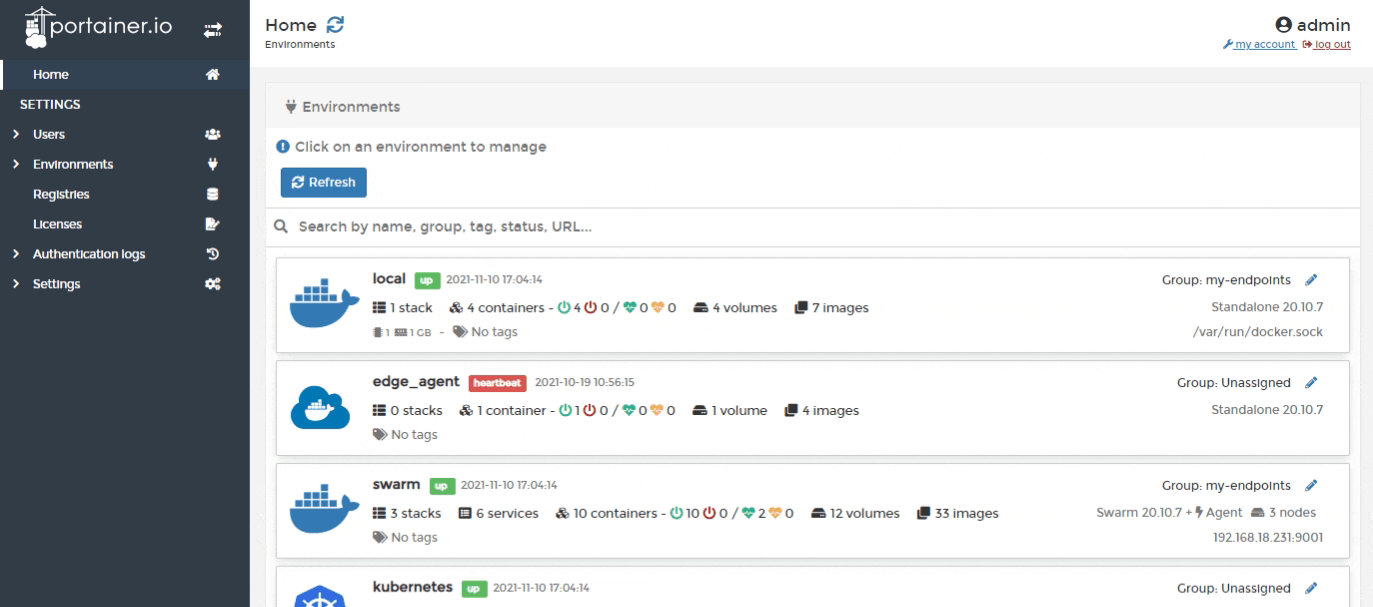 portainer.io
Home
SETTINGS
Users
Environments
Registries
Licenses
Authentication logs
Settings
Home
Environments
admin
my account log out
Environments
Click on an environment to manage
Refresh
Search by name, group, tag, status, URL...
local up 2021-11-10 17:04:14 Group: my-endpoints
1 stack 4 containers - 4 0 / 0 0 4 volumes 7 images Standalone 20.10.7
1 1 GB - No tags /var/run/docker.sock
edge_agent heartbeat 2021-10-19 10:56:15 Group: Unassigned
0 stacks 1 container - 1 0 / 0 0 1 volume 4 images Standalone 20.10.7
No tags
swarm up 2021-11-10 17:04:14 Group: my-endpoints
3 stacks 6 services 10 containers - 10 0 / 2 0 12 volumes 33 images Swarm 20.10.7 + Agent 3 nodes
No tags 192.168.18.231:9001
kubernetes up 2021-11-10 17:04:14 Group: Unassigned